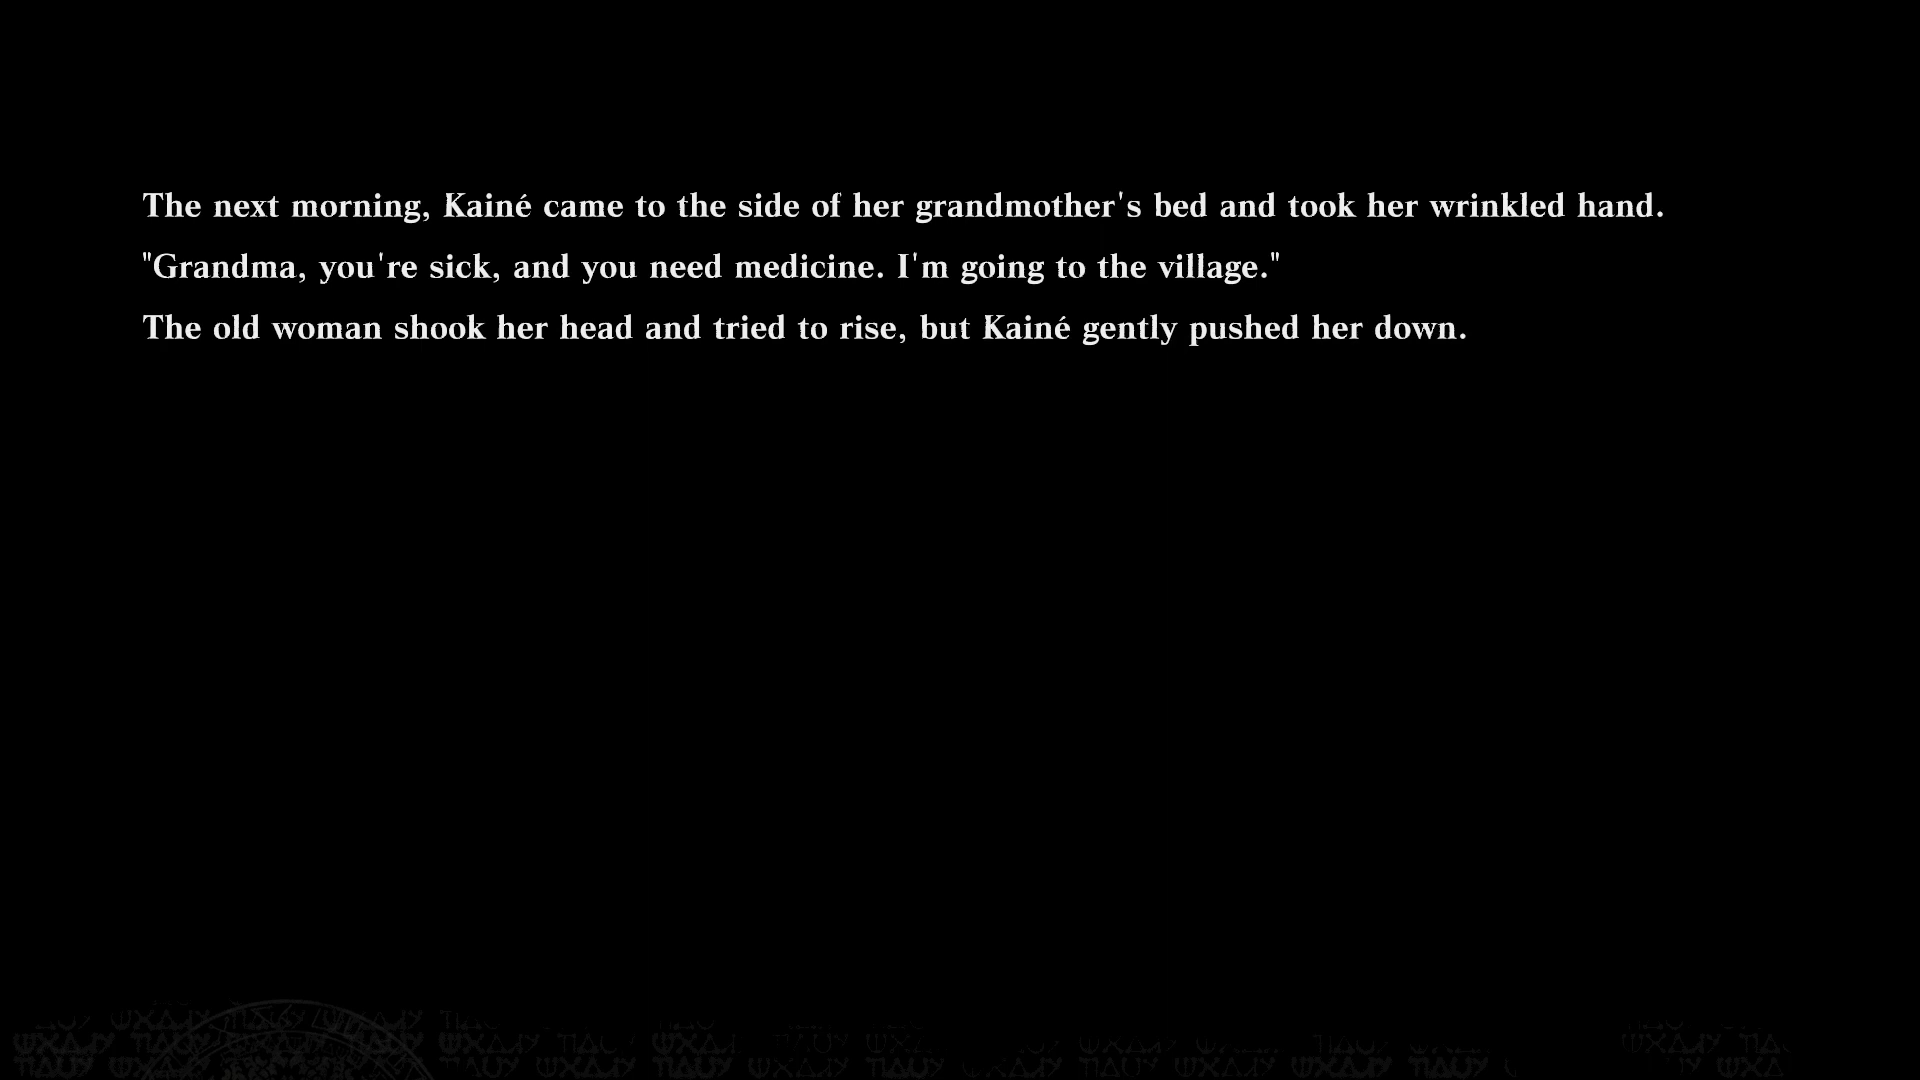 The next morning, Kainé came to the side of her grandmother's bed and took her wrinkled hand.
"Grandma, you're sick, and you need medicine. I'm going to the village."
The old woman shook her head and tried to rise, but Kainé gently pushed her down.